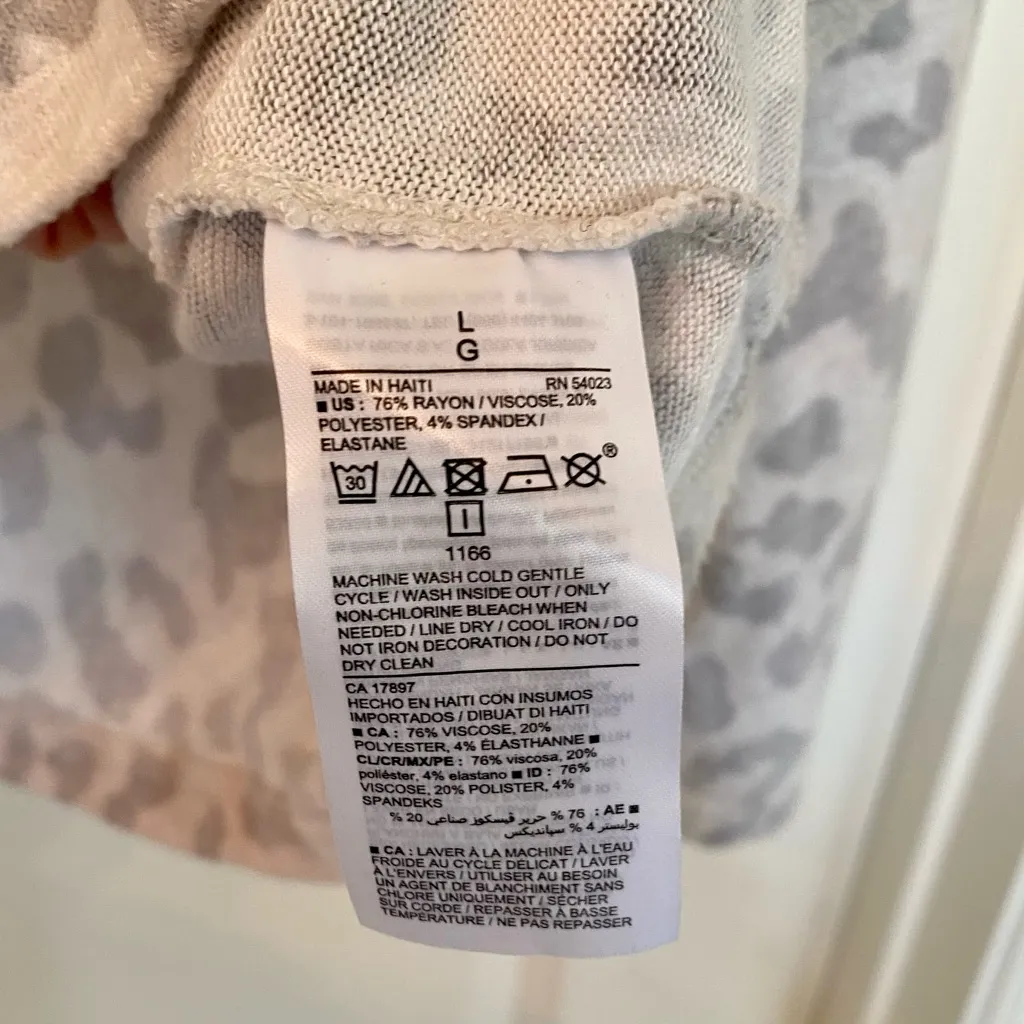 L
G
MADE IN HAITI RN 54023
■ US : 76% RAYON / VISCOSE, 20%
POLYESTER, 4% SPANDEX /
ELASTANE
30 ®
1166
MACHINE WASH COLD GENTLE
CYCLE / WASH INSIDE OUT / ONLY
NON-CHLORINE BLEACH WHEN
NEEDED / LINE DRY / COOL IRON / DO
NOT IRON DECORATION / DO NOT
DRY CLEAN
CA 17897
HECHO EN HAITI CON INSUMOS
IMPORTADOS / DIBUAT DI HAITI
■ CA : 76% VISCOSE, 20%
POLYESTER, 4% ÉLASTHANNE ■
CL/CR/MX/PE : 76% viscosa, 20%
poliéster, 4% elastano ■ ID : 76%
VISCOSE, 20% POLISTER, 4%
SPANDEKS
■ AE : 76 % حرير فيسكوز صناعي 20 %
بوليستر 4 % سباندیكس
■ CA : LAVER À LA MACHINE À L'EAU
FROIDE AU CYCLE DÉLICAT / LAVER
À L'ENVERS / UTILISER AU BESOIN
UN AGENT DE BLANCHIMENT SANS
CHLORE UNIQUEMENT / SÉCHER
SUR CORDE / REPASSER À BASSE
TEMPÉRATURE / NE PAS REPASSER